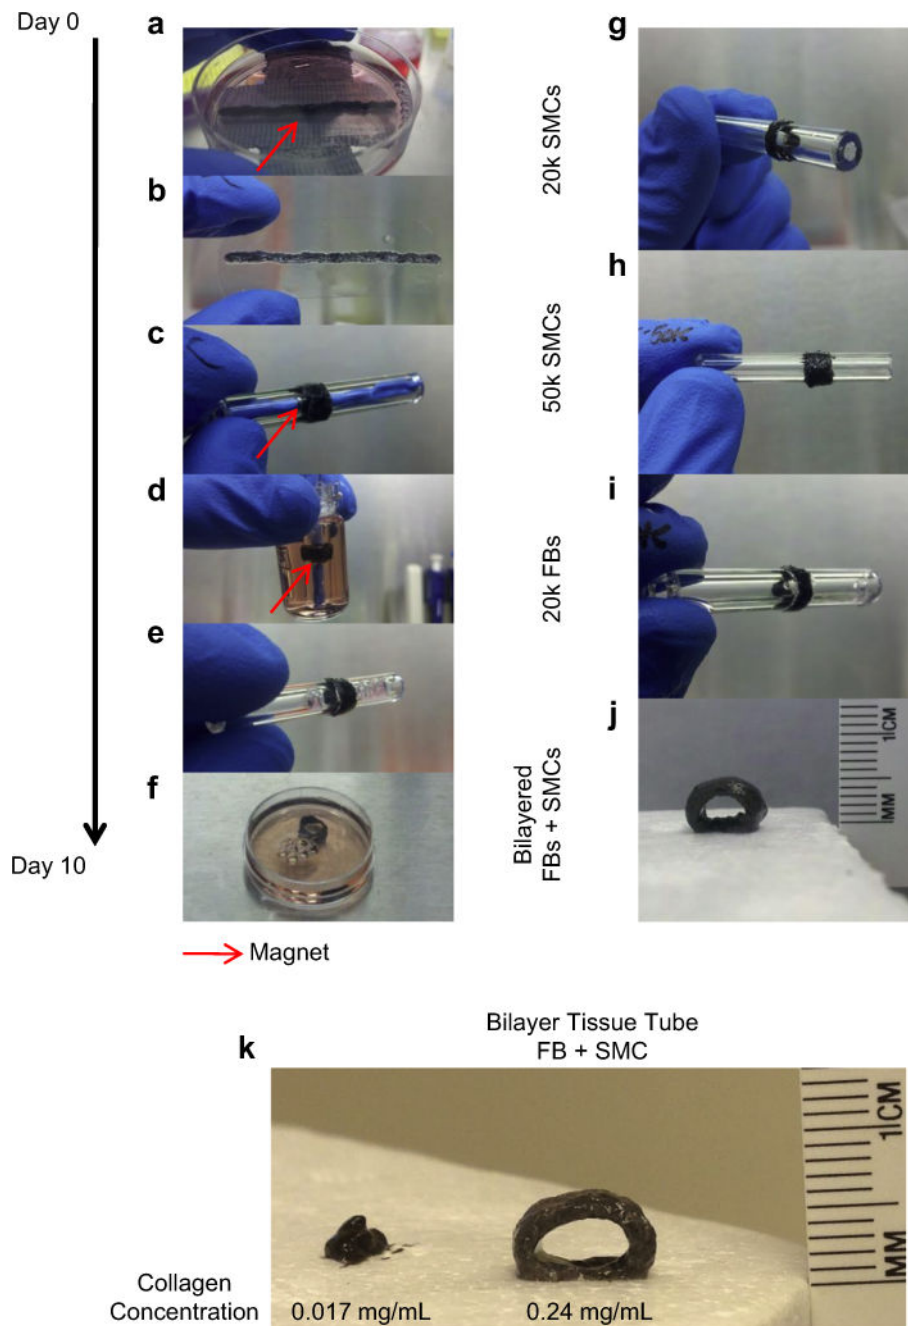 Day 0
a
b
c
d
e
f
Day 10
Magnet
20k SMCs
50k SMCs
20k FBs
Bilayered
FBs + SMCs
g
h
i
j
1CM
MM
k
Bilayer Tissue Tube
FB + SMC
1CM
MM
Collagen
Concentration
0.017 mg/mL
0.24 mg/mL